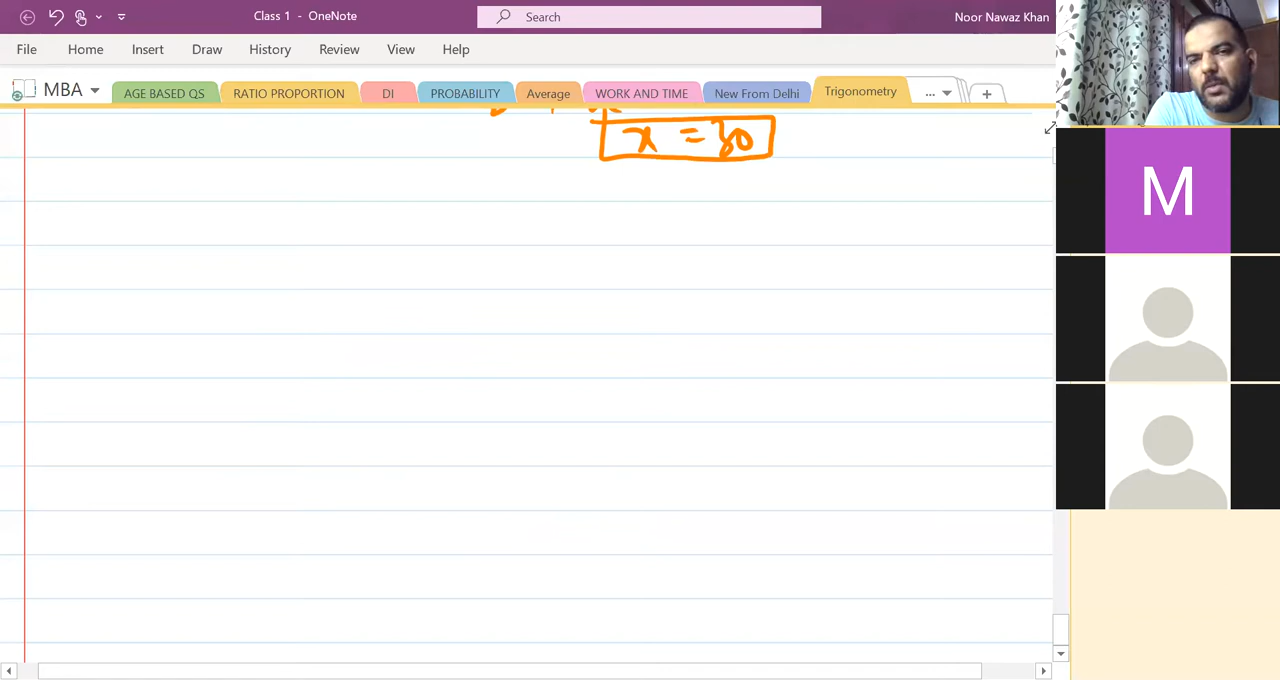 Class 1 - OneNote
Search
Noor Nawaz Khan
File Home Insert Draw History Review View Help
MBA
AGE BASED QS
RATIO PROPORTION
DI
PROBABILITY
Average
WORK AND TIME
New From Delhi
Trigonometry
...
+
x = 80
M